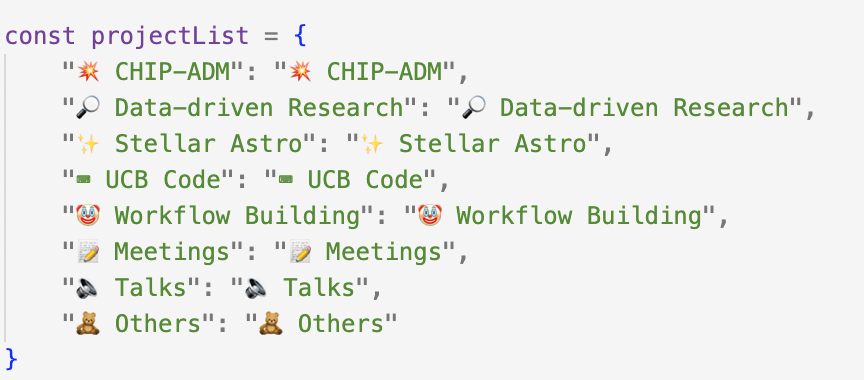 const projectList = {
    "💥 CHIP-ADM": "💥 CHIP-ADM",
    "🔎 Data-driven Research": "🔎 Data-driven Research",
    "✨ Stellar Astro": "✨ Stellar Astro",
    "⌨ UCB Code": "⌨ UCB Code",
    "🤡 Workflow Building": "🤡 Workflow Building",
    "📝 Meetings": "📝 Meetings",
    "🔈 Talks": "🔈 Talks",
    "🧸 Others": "🧸 Others"
}